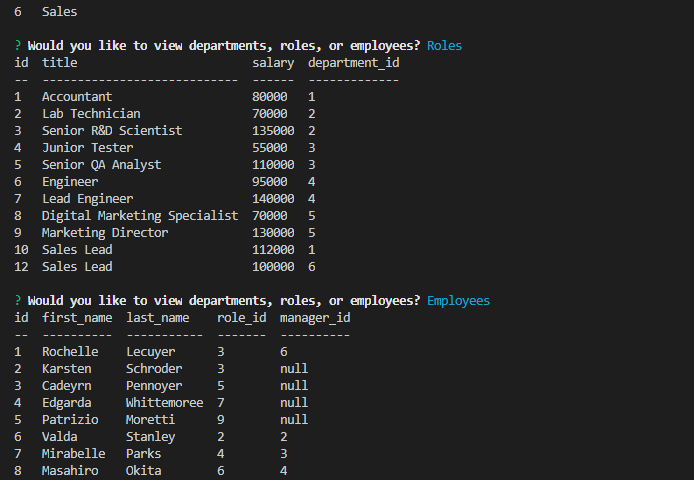 6   Sales
? Would you like to view departments, roles, or employees? Roles
id  title                         salary  department_id
--  ----------------------------  ------  -------------
1   Accountant                    80000   1
2   Lab Technician                70000   2
3   Senior R&D Scientist          135000  2
4   Junior Tester                 55000   3
5   Senior QA Analyst             110000  3
6   Engineer                      95000   4
7   Lead Engineer                 140000  4
8   Digital Marketing Specialist  70000   5
9   Marketing Director            130000  5
10  Sales Lead                    112000  1
12  Sales Lead                    100000  6
? Would you like to view departments, roles, or employees? Employees
id  first_name  last_name    role_id  manager_id
--  ----------  -----------  -------  ----------
1   Rochelle    Lecuyer      3        6
2   Karsten     Schroder     3        null
3   Cadeyrn     Pennoyer     5        null
4   Edgarda     Whittemoree  7        null
5   Patrizio    Moretti      9        null
6   Valda       Stanley      2        2
7   Mirabelle   Parks        4        3
8   Masahiro    Okita        6        4